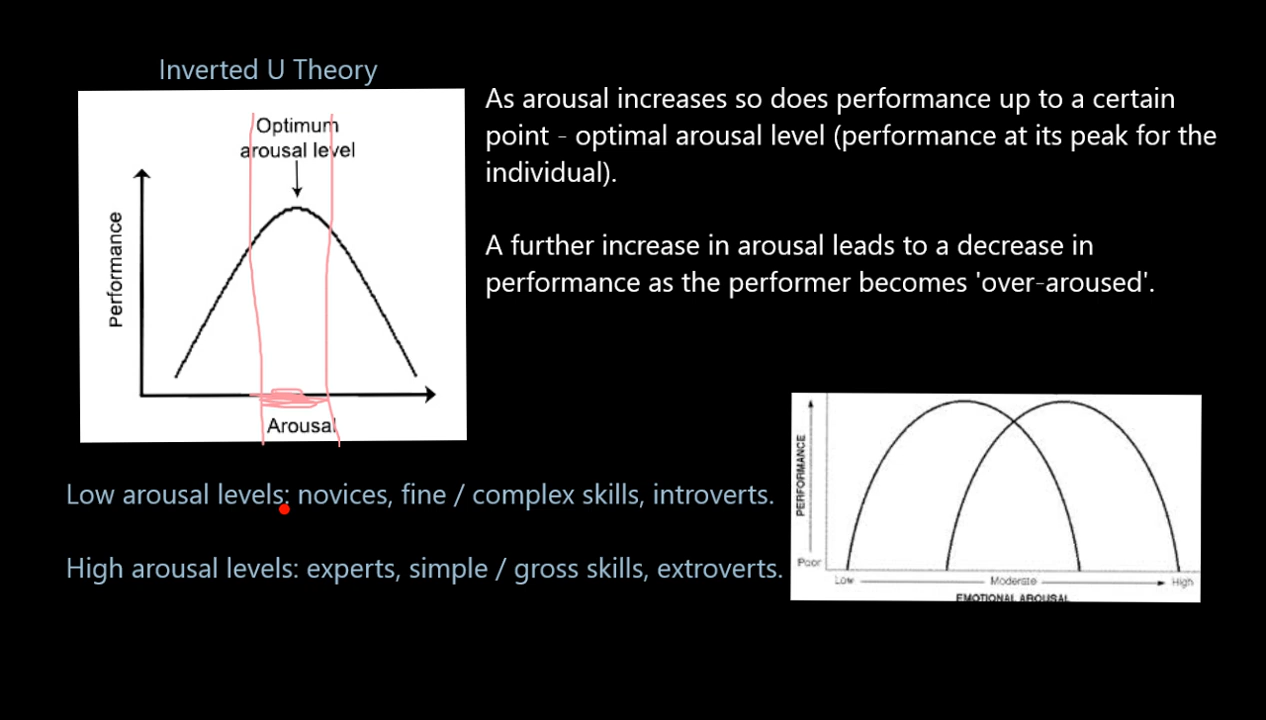 Inverted U Theory
Optimum
arousal level
Performance
Arousal
As arousal increases so does performance up to a certain
point - optimal arousal level (performance at its peak for the
individual).
A further increase in arousal leads to a decrease in
performance as the performer becomes 'over-aroused'.
Low arousal levels: novices, fine / complex skills, introverts.
High arousal levels: experts, simple / gross skills, extroverts.
PERFORMANCE
Poor
Low
Moderate
High
EMOTIONAL AROUSAL